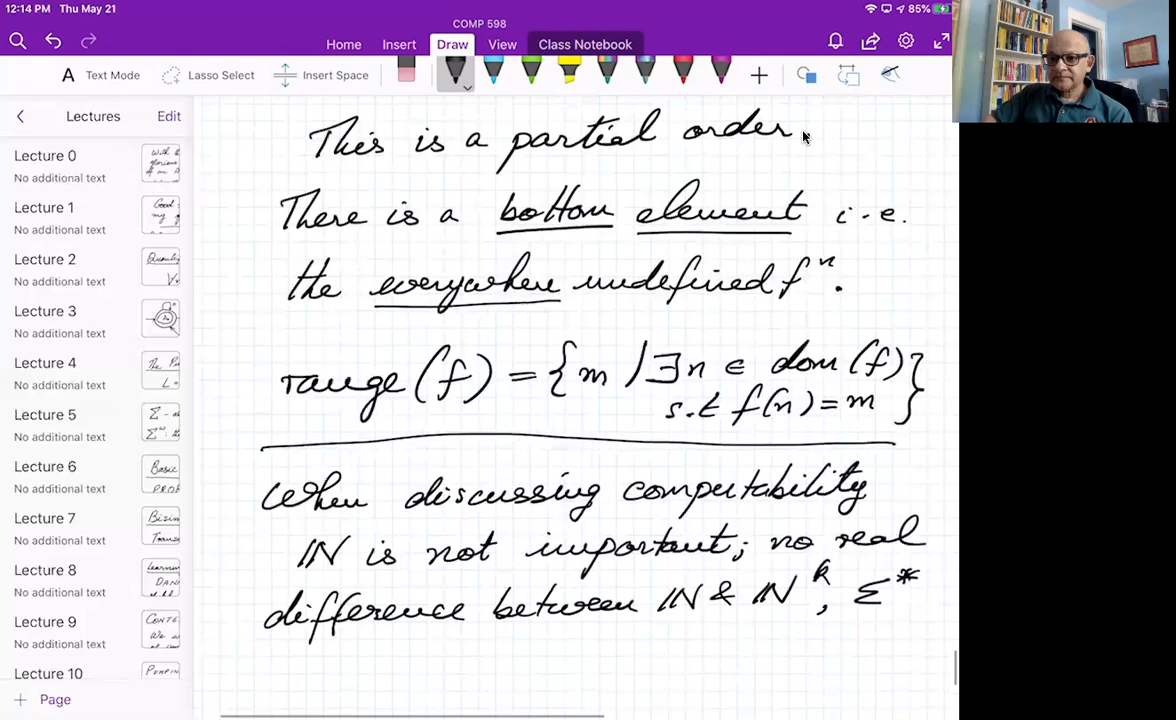 12:14 PM Thu May 21
85%
COMP 598
Home Insert Draw View Class Notebook
A Text Mode Lasso Select Insert Space
Lectures Edit
Lecture 0
No additional text
Lecture 1
No additional text
Lecture 2
No additional text
Lecture 3
No additional text
Lecture 4
No additional text
Lecture 5
No additional text
Lecture 6
No additional text
Lecture 7
No additional text
Lecture 8
No additional text
Lecture 9
No additional text
Lecture 10
Page
This is a partial order.
There is a bottom element i.e.
the everywhere undefined fⁿ.
range(f) = {m | ∃n ∈ dom(f)
s.t f(n) = m}
When discussing computability
ℕ is not important; no real
difference between ℕ & ℕᵏ, Σ*